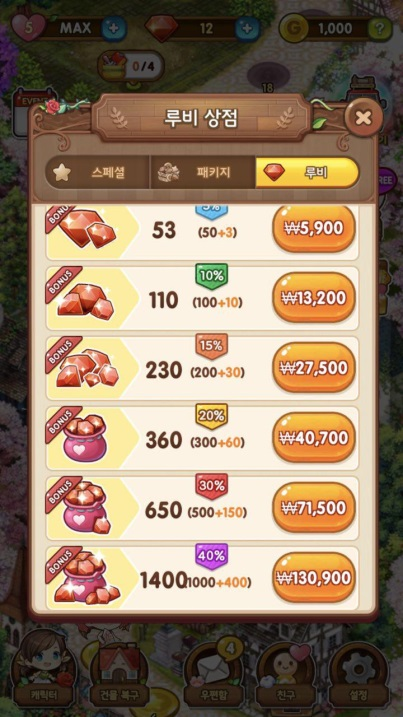 5 MAX + 12 + G 1,000 ?
0/4
18
EVEN
루비 상점
스페셜 패키지 루비
FREE
BONUS 53 (50+3) ₩5,900
10%
BONUS 110 (100+10) ₩13,200
15%
BONUS 230 (200+30) ₩27,500
20%
BONUS 360 (300+60) ₩40,700
30%
BONUS 650 (500+150) ₩71,500
40%
BONUS 1400 (1000+400) ₩130,900
4
캐릭터 건물 복구 우편함 친구 설정